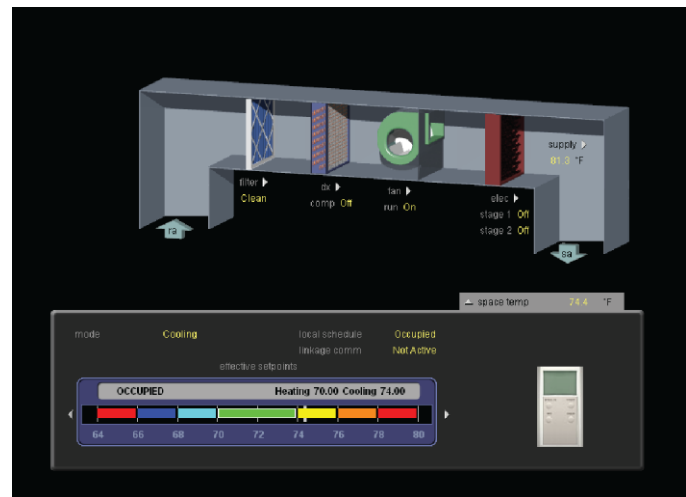 supply
81.3 °F
filter
Clean
dx
comp Off
fan
run On
elec
stage 1 Off
stage 2 Off
ra
sa
space temp 74.4 °F
mode Cooling local schedule Occupied
linkage comm Not Active
effective setpoints
OCCUPIED Heating 70.00 Cooling 74.00
64 66 68 70 72 74 76 78 80